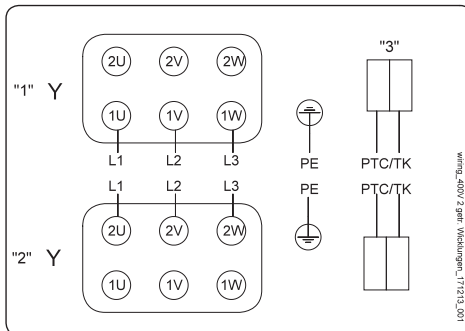 "3"
2U 2V 2W
"1" Y
1U 1V 1W
L1 L2 L3 PE PTC/TK
L1 L2 L3 PE PTC/TK
2U 2V 2W
"2" Y
1U 1V 1W
wiring_400V 2 getr. Wicklungen_171213_001